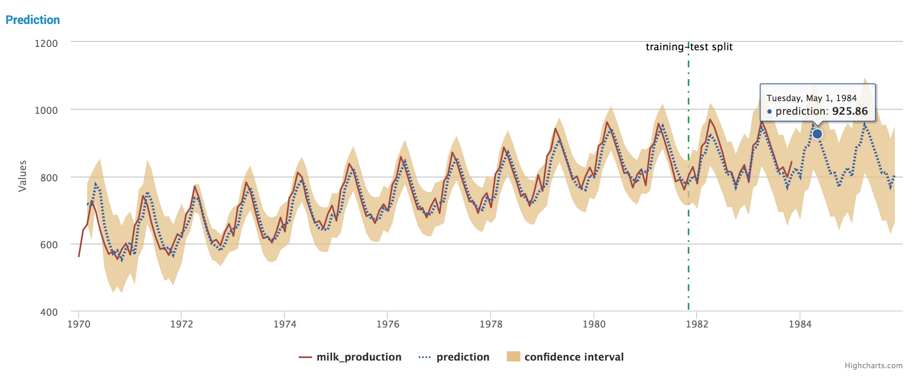 Prediction
1200
training-test split
Tuesday, May 1, 1984
prediction: 925.86
1000
800
600
400
Values
1970
1972
1974
1976
1978
1980
1982
1984
milk_production
prediction
confidence interval
Highcharts.com